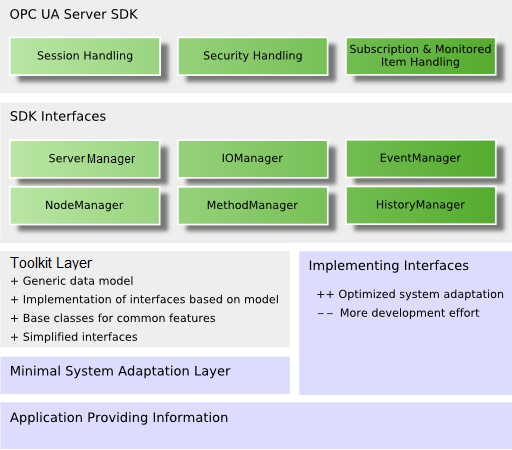 OPC UA Server SDK
Session Handling
Security Handling
Subscription & Monitored
Item Handling
SDK Interfaces
ServerManager
IOManager
EventManager
NodeManager
MethodManager
HistoryManager
Toolkit Layer
+ Generic data model
+ Implementation of interfaces based on model
+ Base classes for common features
+ Simplified interfaces
Implementing Interfaces
++ Optimized system adaptation
-- More development effort
Minimal System Adaptation Layer
Application Providing Information